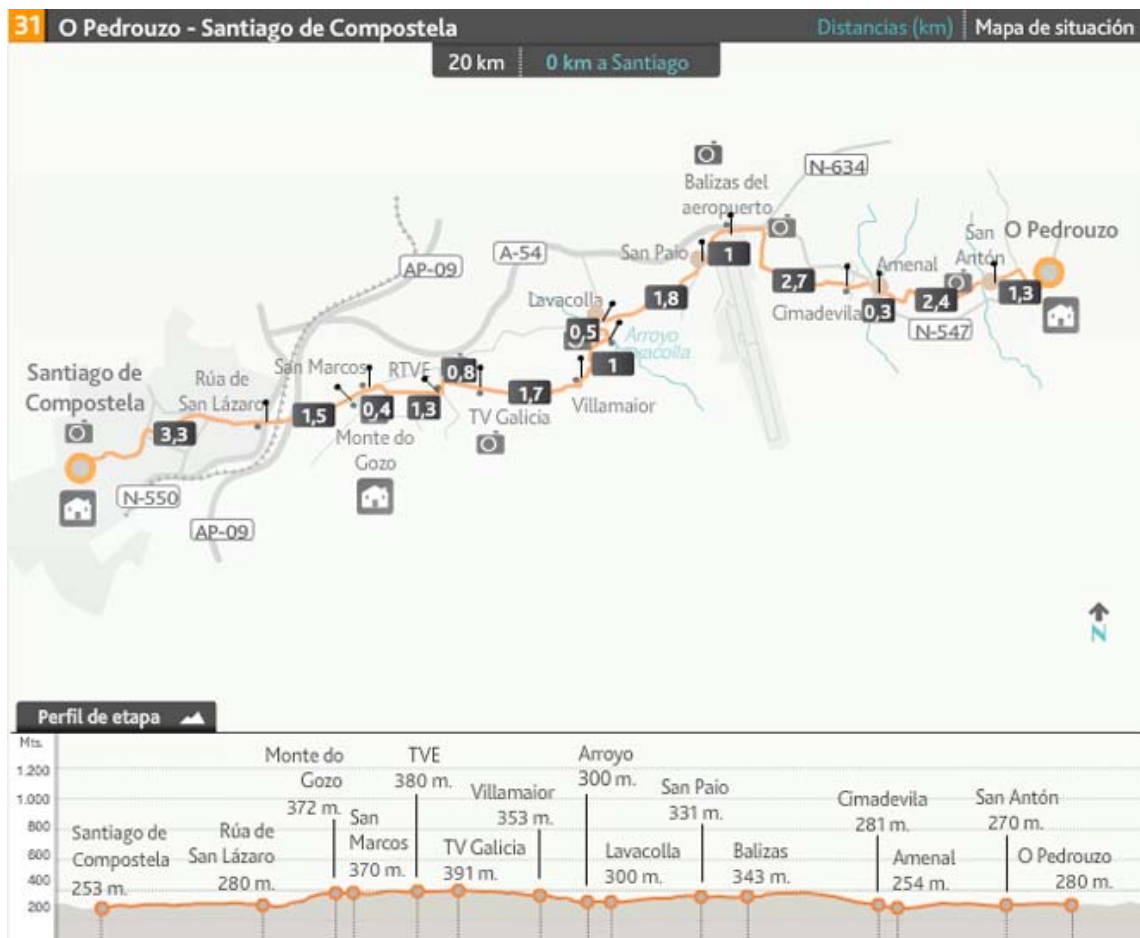 31 O Pedrouzo - Santiago de Compostela Distancias (km) Mapa de situación
20 km 0 km a Santiago
N-634
Balizas del
aeropuerto
San Paio
1
San
Antón
O Pedrouzo
A-54
AP-09
Amenal
2,7
1,8
Cimadevila
0,3
2,4
1,3
N-547
Lavacolla
0,5
Arroyo
1
San Marcos
RTVE
0,8
Santiago de
Compostela
Rúa de
San Lázaro
1,5
0,4
1,3
TV Galicia
1,7
Villamaior
3,3
Monte do
Gozo
N-550
AP-09
N
Perfil de etapa
Mts.
1.200
1.000
800
600
400
200
Santiago de
Compostela
253 m.
Rúa de
San Lázaro
280 m.
Monte do
Gozo
372 m.
San
Marcos
370 m.
TVE
380 m.
TV Galicia
391 m.
Villamaior
353 m.
Arroyo
300 m.
Lavacolla
300 m.
San Paio
331 m.
Balizas
343 m.
Cimadevila
281 m.
Amenal
254 m.
San Antón
270 m.
O Pedrouzo
280 m.